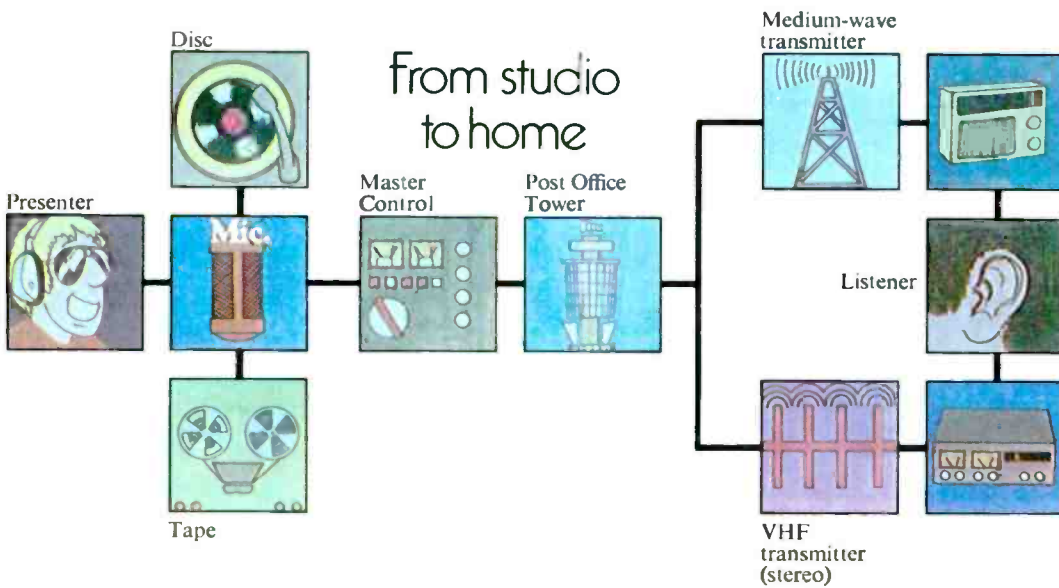 Disc
From studio
to home
Medium-wave
transmitter
Presenter
Mic.
Master
Control
Post Office
Tower
Listener
Tape
VHF
transmitter
(stereo)